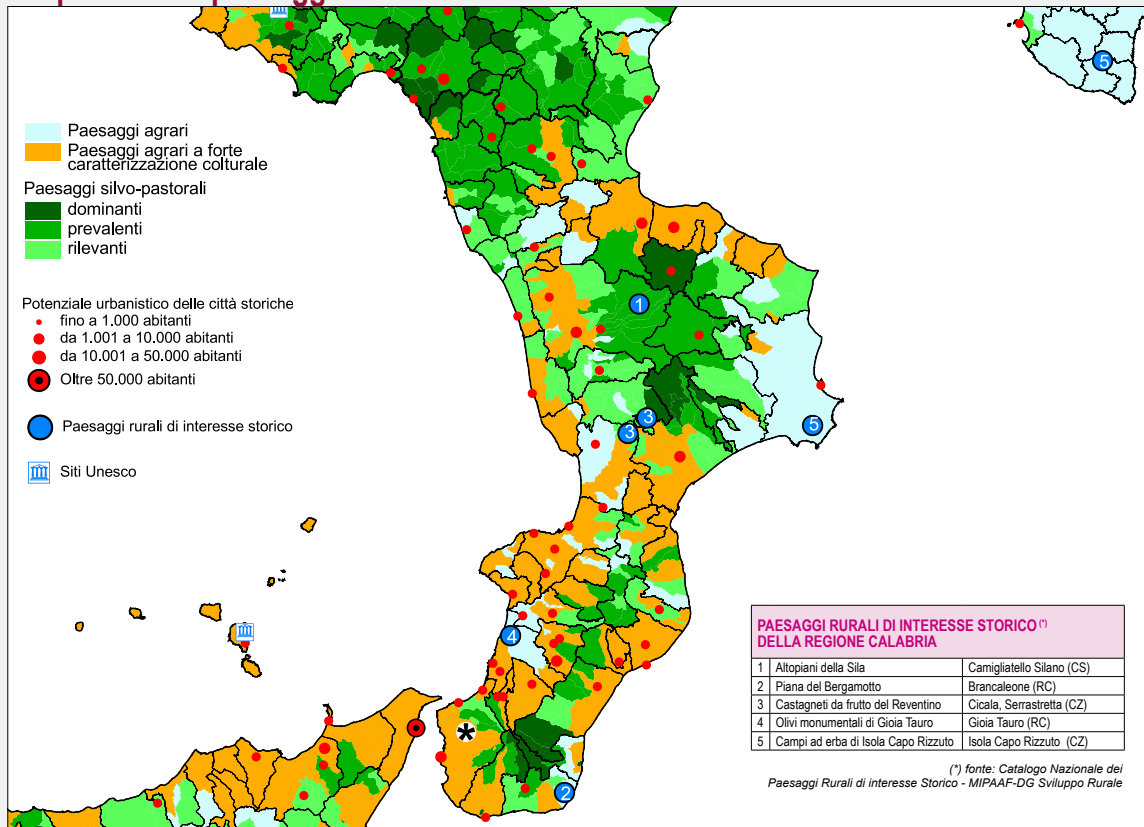 Paesaggi agrari
Paesaggi agrari a forte
caratterizzazione colturale
Paesaggi silvo-pastorali
dominanti
prevalenti
rilevanti
Potenziale urbanistico delle città storiche
fino a 1.000 abitanti
da 1.001 a 10.000 abitanti
da 10.001 a 50.000 abitanti
Oltre 50.000 abitanti
Paesaggi rurali di interesse storico
Siti Unesco
5
1
3
3
5
4
*
2
PAESAGGI RURALI DI INTERESSE STORICO (*)
DELLA REGIONE CALABRIA
1 Altopiani della Sila Camigliatello Silano (CS)
2 Piana del Bergamotto Brancaleone (RC)
3 Castagneti da frutto del Reventino Cicala, Serrastretta (CZ)
4 Olivi monumentali di Gioia Tauro Gioia Tauro (RC)
5 Campi ad erba di Isola Capo Rizzuto Isola Capo Rizzuto (CZ)
(*) fonte: Catalogo Nazionale dei
Paesaggi Rurali di interesse Storico - MIPAAF-DG Sviluppo Rurale